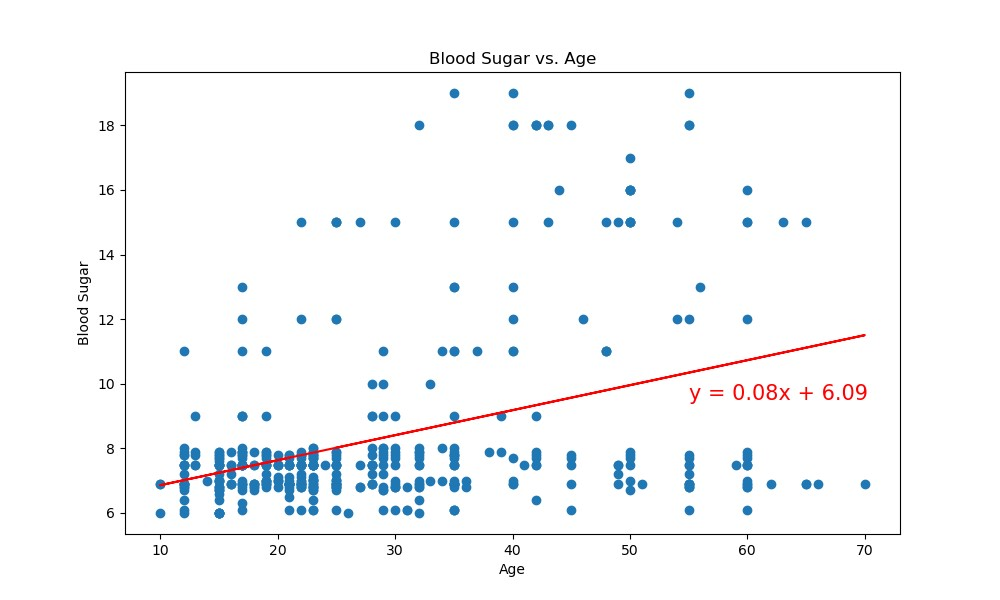 Blood Sugar vs. Age
18
16
14
12
10
8
6
Blood Sugar
y = 0.08x + 6.09
10 20 30 40 50 60 70
Age